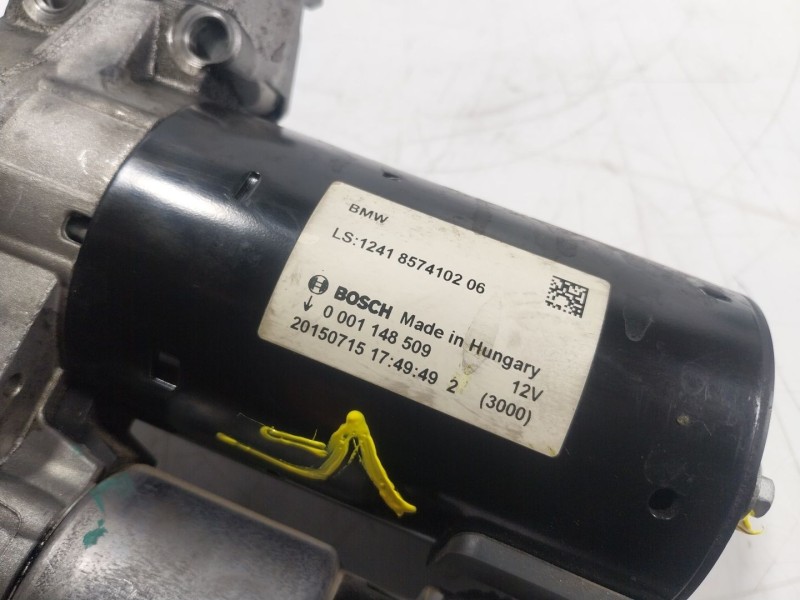 BMW
LS:1241 8574102 06
BOSCH Made in Hungary
↓ 0 001 148 509 12V
20150715 17:49:49 2 (3000)